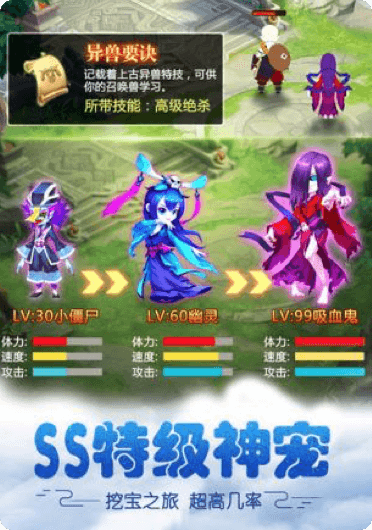 异兽要诀
记载着上古异兽特技，可供
你的召唤兽学习。
所带技能：高级绝杀
LV:30小僵尸
LV:60幽灵
LV:99吸血鬼
体力:
速度:
攻击:
体力:
速度:
攻击:
体力:
速度:
攻击:
SS特级神宠
挖宝之旅 超高几率